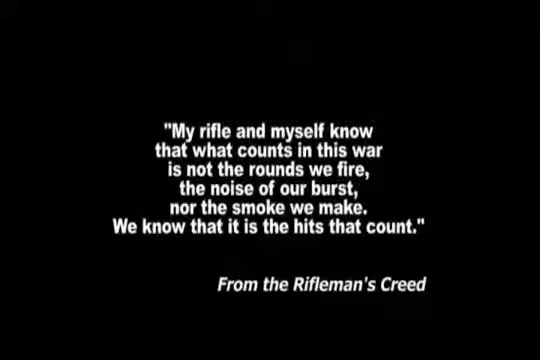 "My rifle and myself know
that what counts in this war
is not the rounds we fire,
the noise of our burst,
nor the smoke we make.
We know that it is the hits that count."
From the Rifleman's Creed